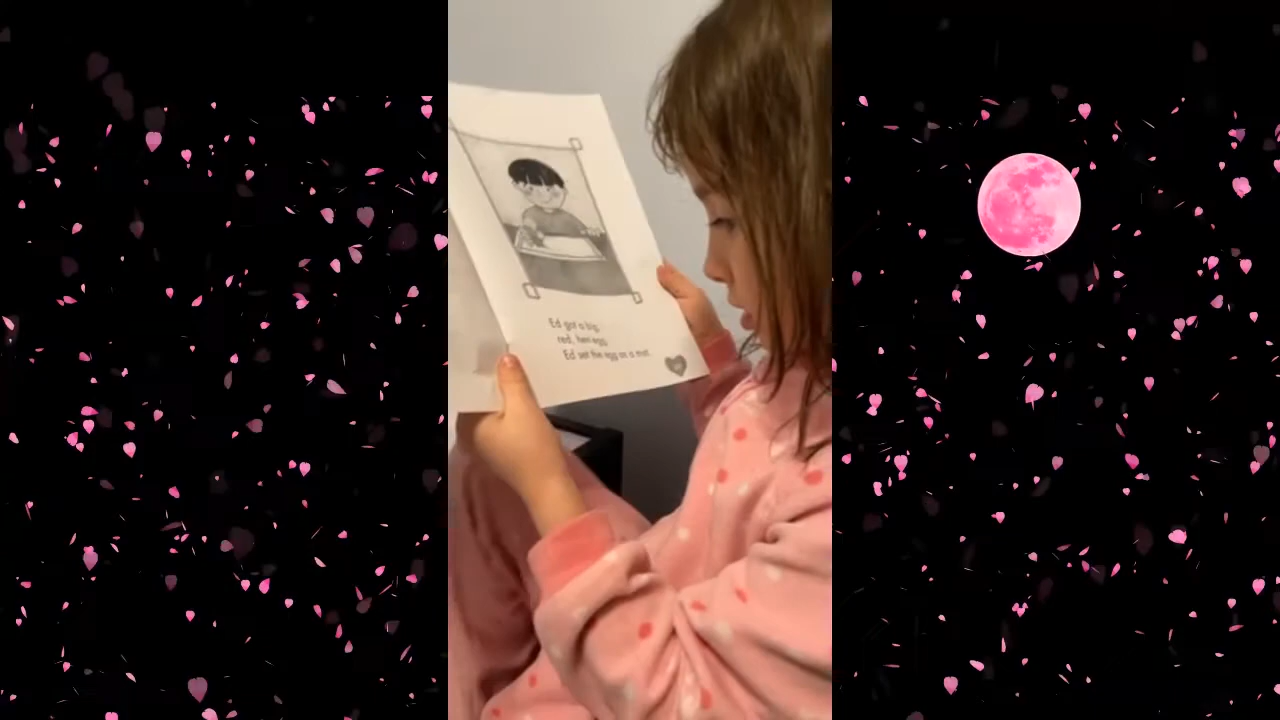 Ed got a big,
red, hen egg.
Ed set the egg on a mat.